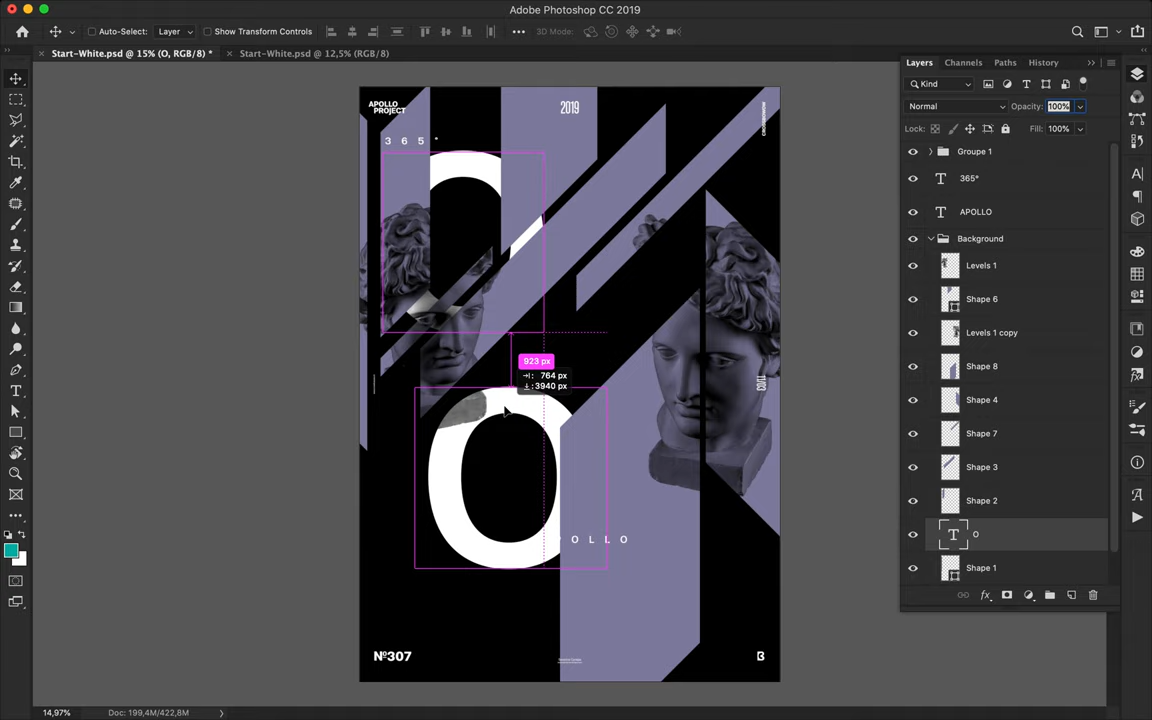 Adobe Photoshop CC 2019
Auto-Select:
Layer
Show Transform Controls
3D Mode:
Start-White.psd @ 15% (O, RGB/8) *
Start-White.psd @ 12,5% (RGB/8)
Layers
Channels
Paths
History
Kind
Normal
Opacity: 100%
Lock:
Fill: 100%
Groupe 1
365°
APOLLO
Background
Levels 1
Shape 6
Levels 1 copy
Shape 8
Shape 4
Shape 7
Shape 3
Shape 2
O
Shape 1
APOLLO
PROJECT
2019
365°
923 px
764 px
3940 px
11/03
O
OLLO
Nº307
14,97%
Doc: 199,4M/422,8M